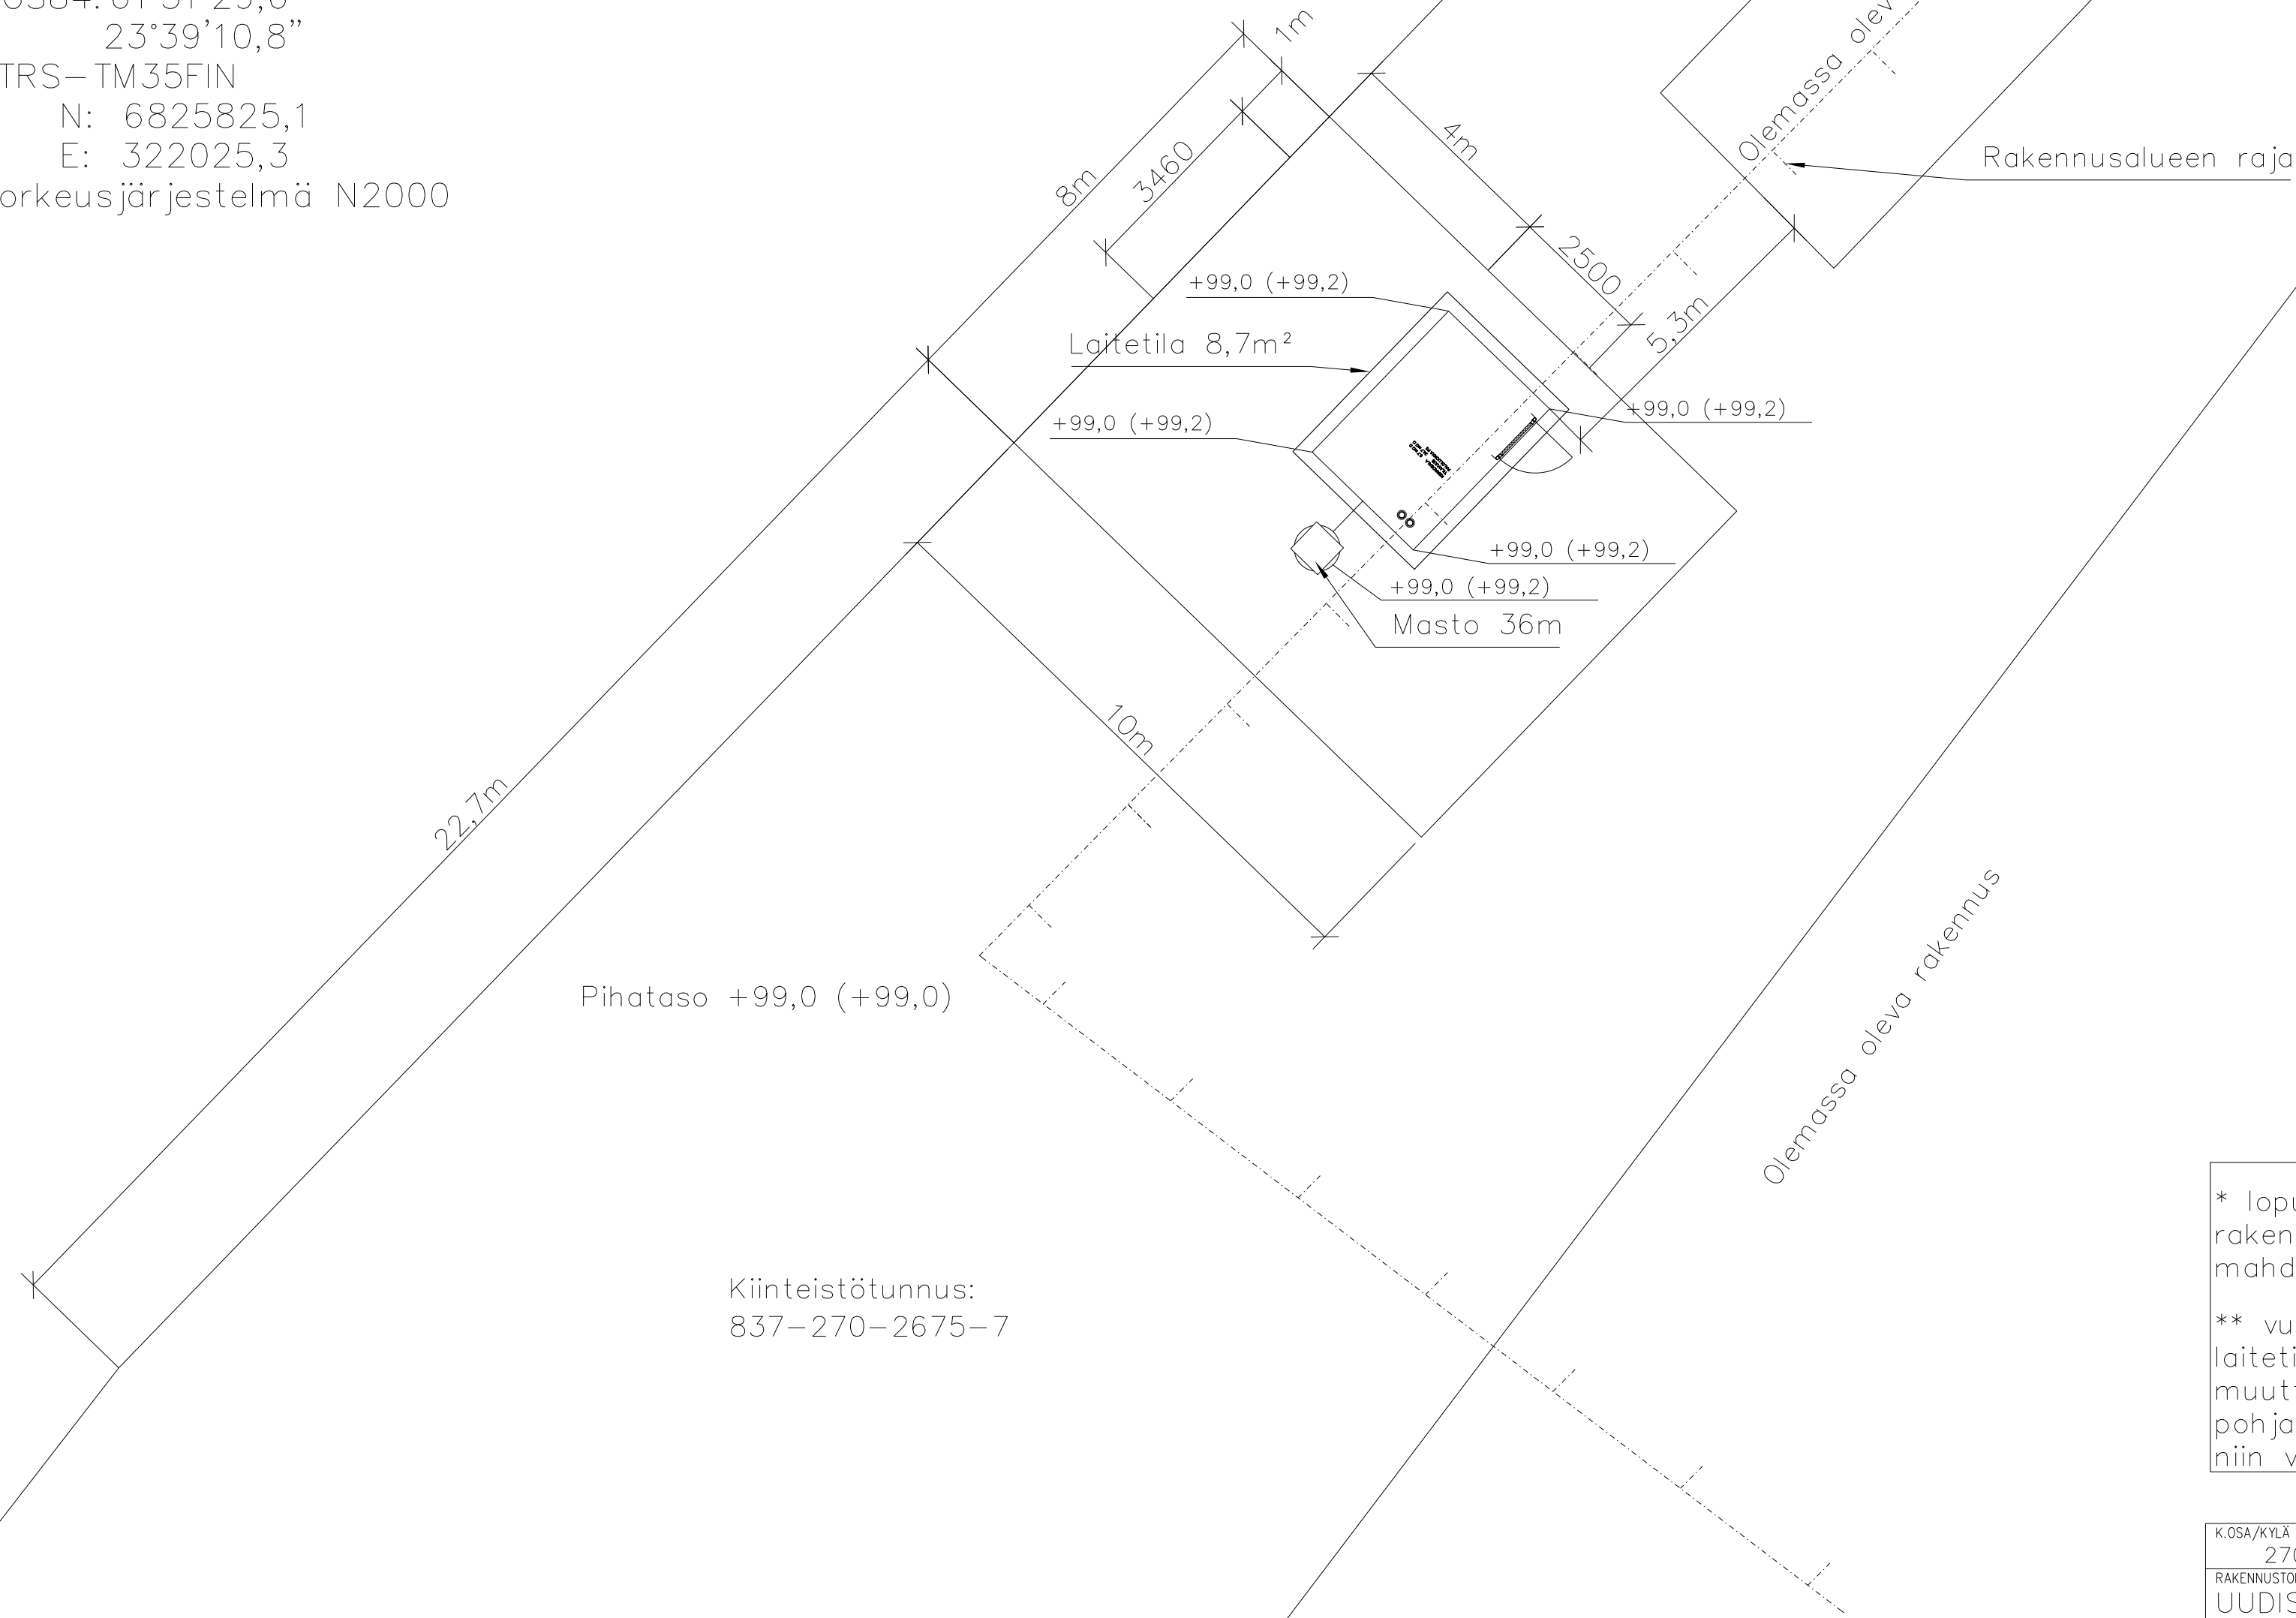 23°39'10,8"
TRS-TM35FIN
N: 6825825,1
E: 322025,3
orkeusjärjestelmä N2000
1m
8m
3460
4m
2500
5,3m
Olemassa olev
Rakennusalueen raja
+99,0 (+99,2)
Laitetila 8,7m²
+99,0 (+99,2)
+99,0 (+99,2)
+99,0 (+99,2)
+99,0 (+99,2)
Masto 36m
10m
22,7m
Pihataso +99,0 (+99,0)
Olemassa oleva rakennus
Kiinteistötunnus:
837-270-2675-7
* lopu
raken
mahd
** vu
laiteti
muut
pohja
niin v
K.OSA/KYLÄ
270
RAKENNUSTO
UUDIS